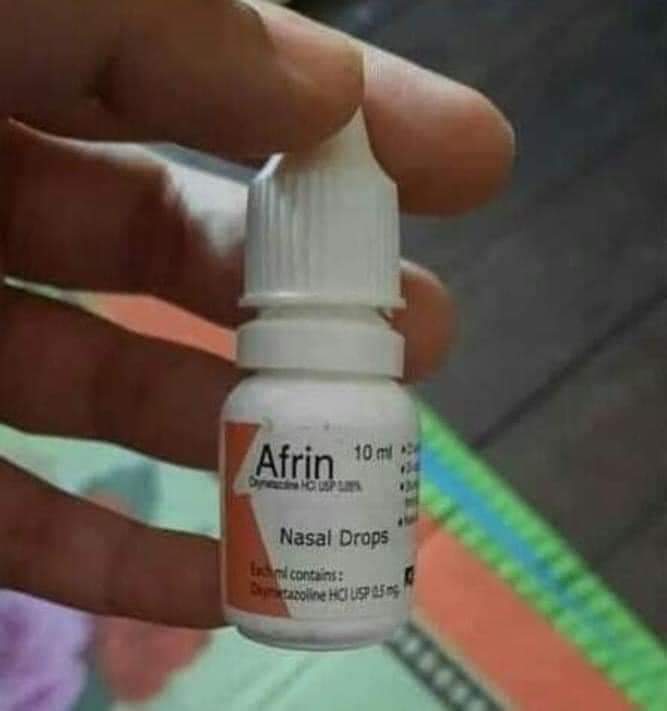 Afrin 10 ml
Oxymetazoline HCl USP 0.05%
Nasal Drops
Each ml contains:
Oxymetazoline HCl USP 0.5 mg.